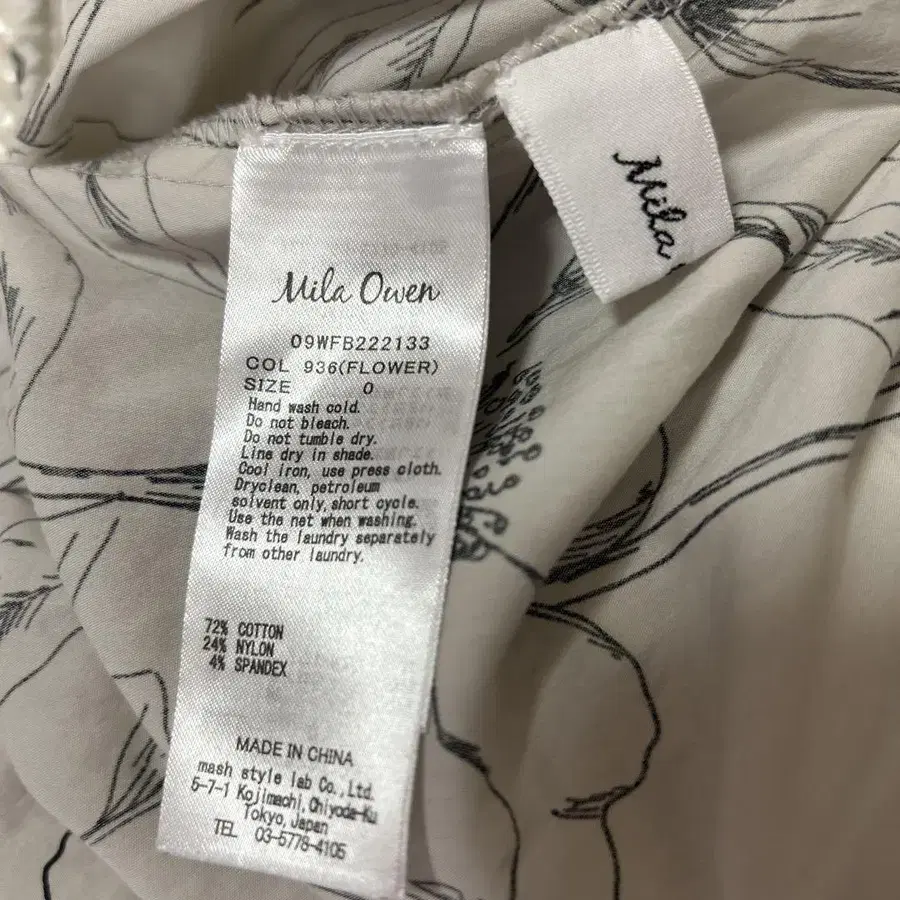 Mila
Mila Owen
09WFB222133
COL 936(FLOWER)
SIZE 0
Hand wash cold.
Do not bleach.
Do not tumble dry.
Line dry in shade.
Cool iron, use press cloth.
Dryclean, petroleum
solvent only, short cycle.
Use the net when washing.
Wash the laundry separately
from other laundry.
72% COTTON
24% NYLON
4% SPANDEX
MADE IN CHINA
mash style lab Co., Ltd.
5-7-1 Kojimachi, Chiyoda-Ku
Tokyo, Japan
TEL 03-5778-4105